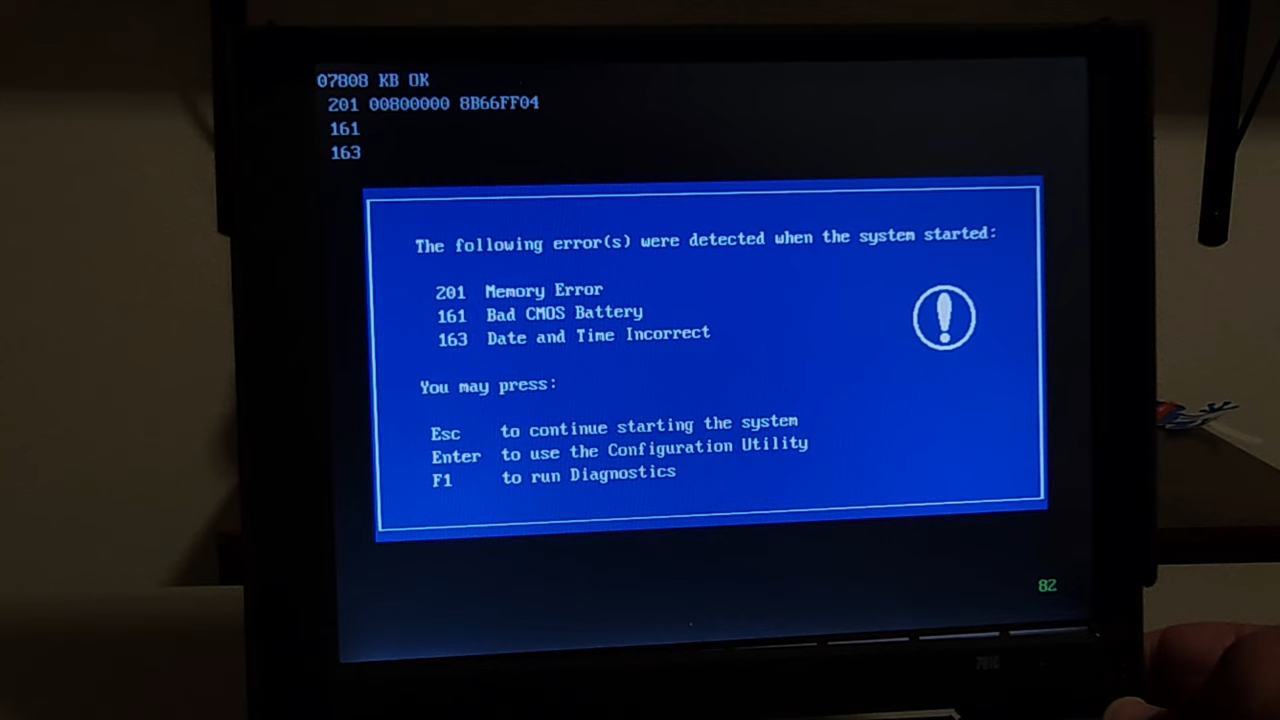 07808 KB OK
201 00800000 8B66FF04
161
163
The following error(s) were detected when the system started:
201 Memory Error
161 Bad CMOS Battery
163 Date and Time Incorrect
You may press:
Esc to continue starting the system
Enter to use the Configuration Utility
F1 to run Diagnostics
82